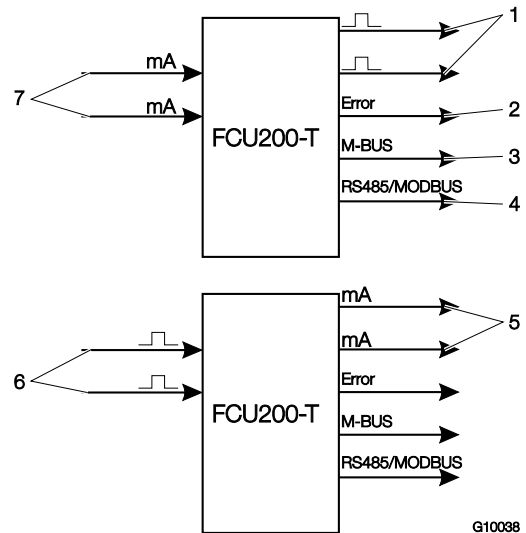 1
mA
7
mA
Error
2
FCU200-T
M-BUS
3
RS485/MODBUS
4
mA
mA
5
6
Error
FCU200-T
M-BUS
RS485/MODBUS
G10038